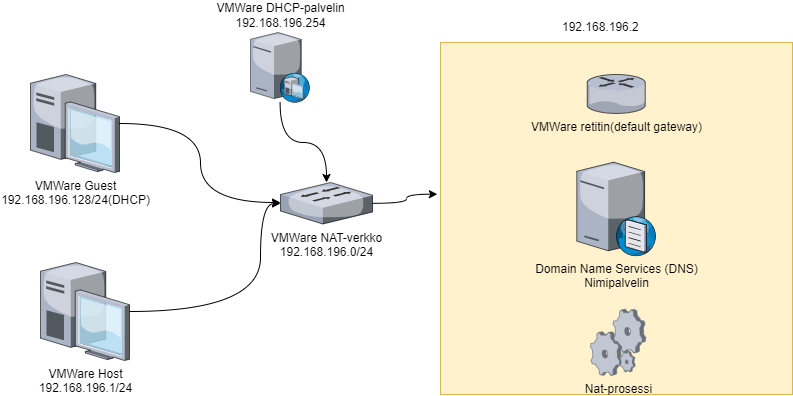 VMWare DHCP-palvelin
192.168.196.254
192.168.196.2
VMWare retitin(default gateway)
VMWare Guest
192.168.196.128/24(DHCP)
VMWare NAT-verkko
192.168.196.0/24
Domain Name Services (DNS)
Nimipalvelin
VMWare Host
192.168.196.1/24
Nat-prosessi